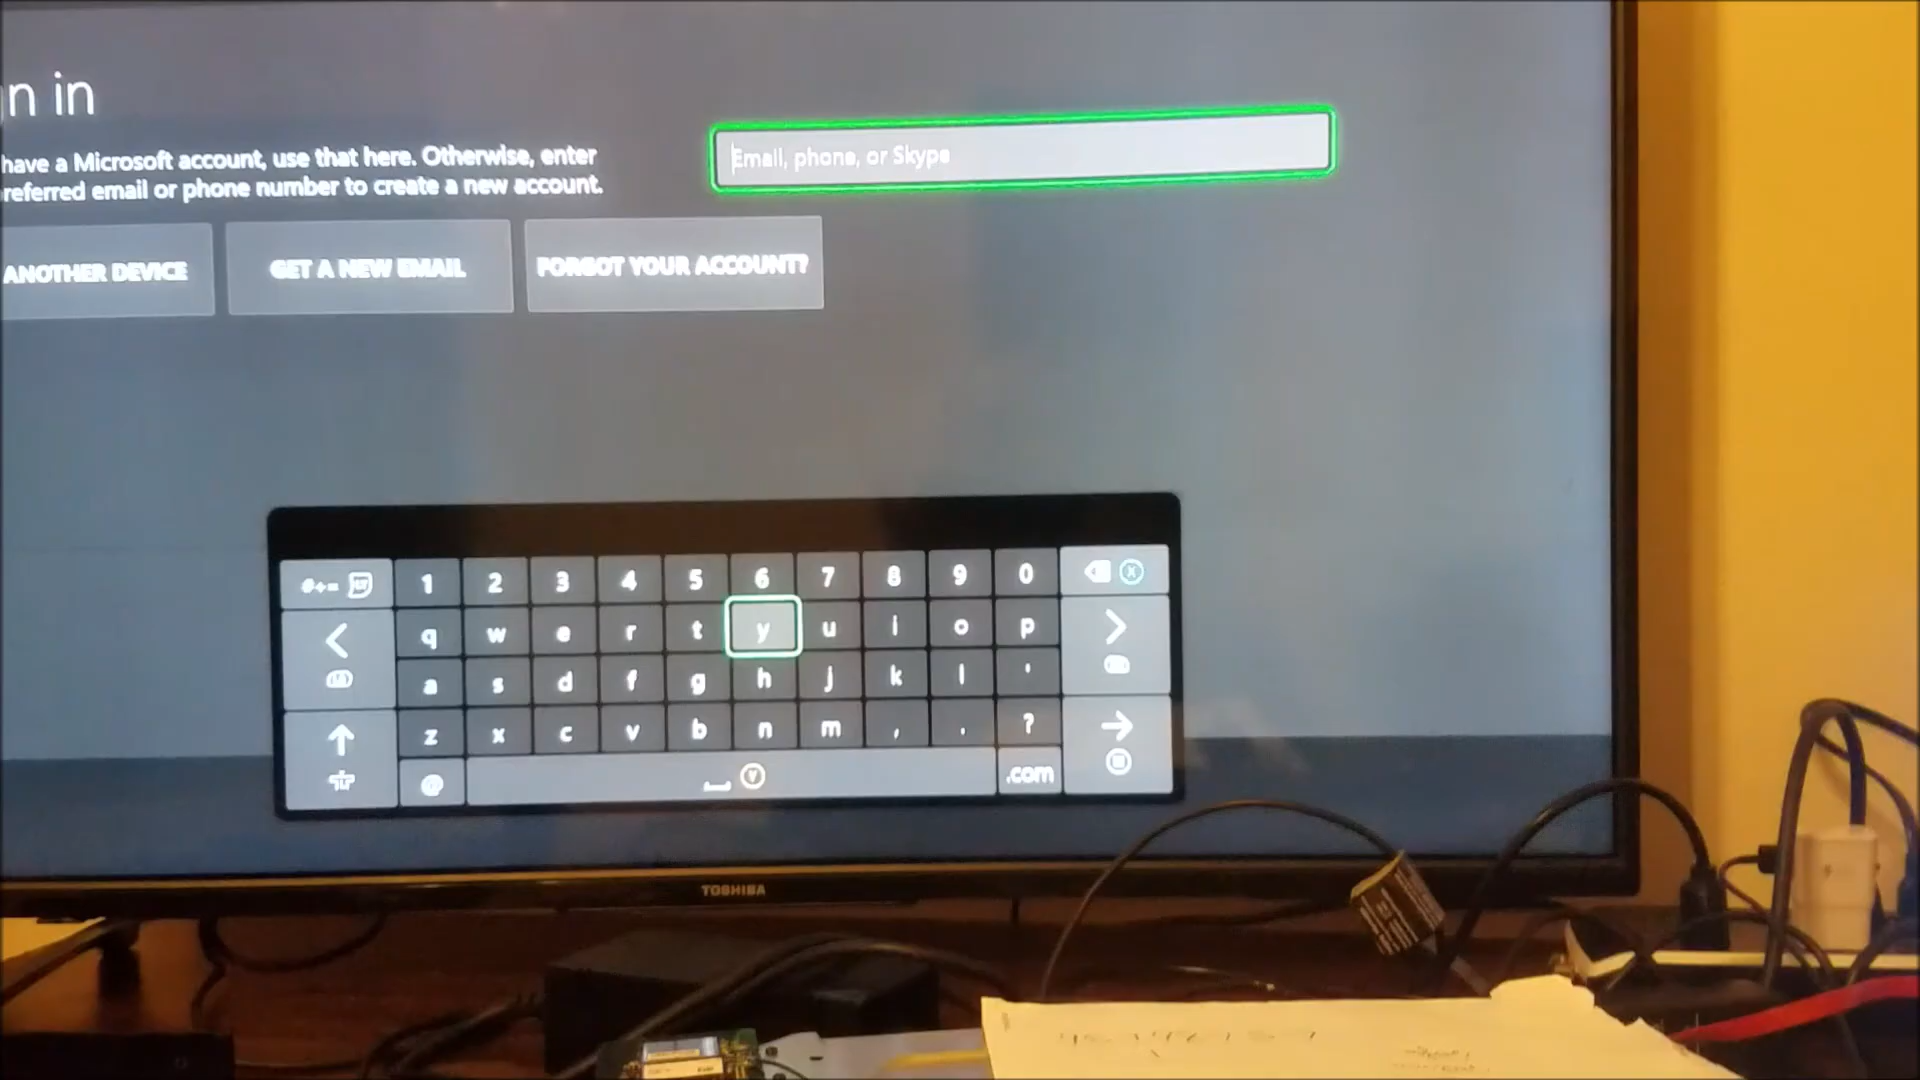 n in
have a Microsoft account, use that here. Otherwise, enter
referred email or phone number to create a new account.
Email, phone, or Skype
ANOTHER DEVICE
GET A NEW EMAIL
FORGOT YOUR ACCOUNT?
#+= 1 2 3 4 5 6 7 8 9 0 X
q w e r t y u i o p
a s d f g h j k l '
z x c v b n m , . ?
@ Y .com
TOSHIBA